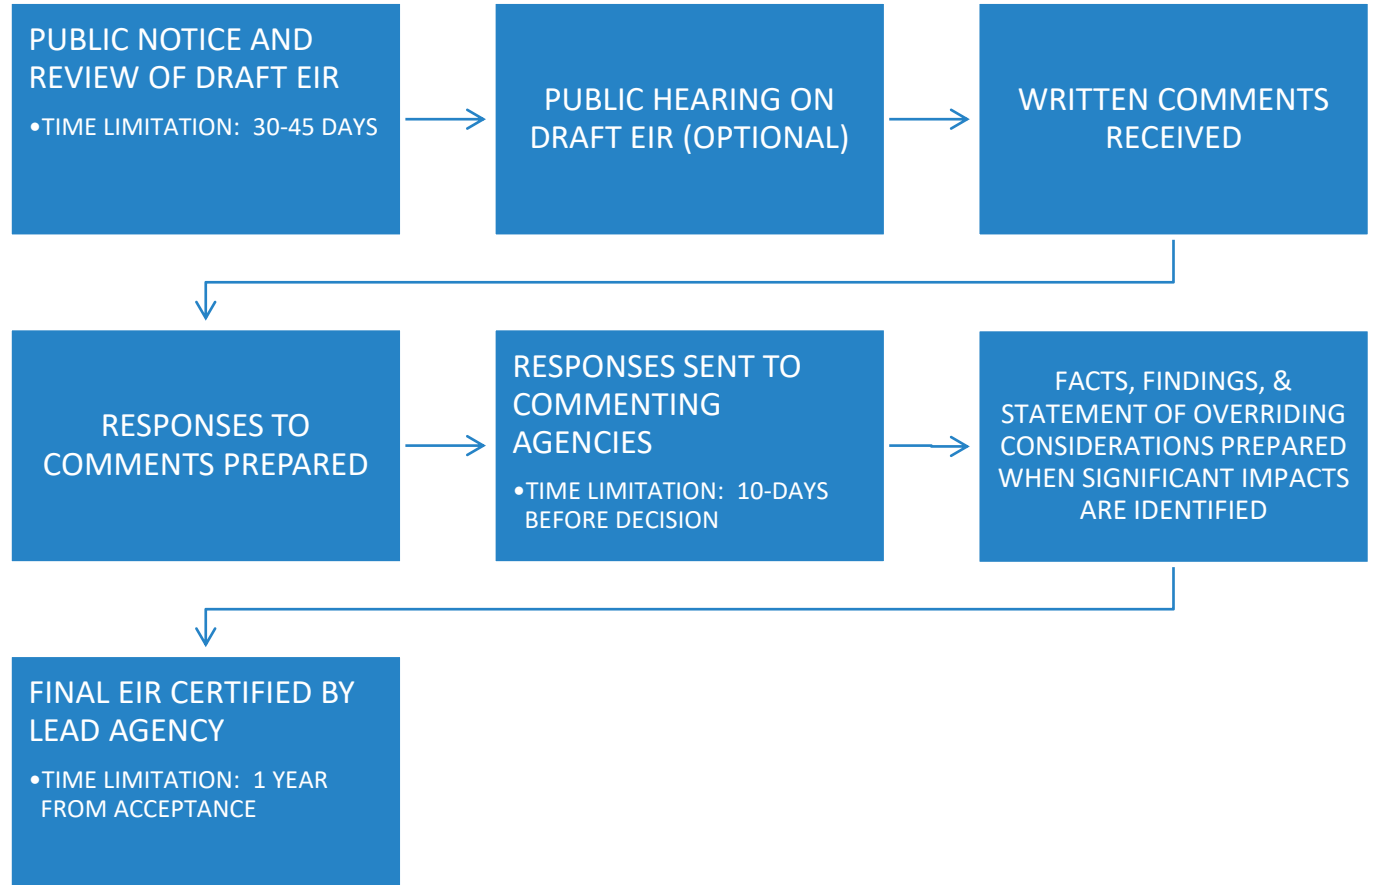 PUBLIC NOTICE AND
REVIEW OF DRAFT EIR
•TIME LIMITATION: 30-45 DAYS
PUBLIC HEARING ON
DRAFT EIR (OPTIONAL)
WRITTEN COMMENTS
RECEIVED
RESPONSES TO
COMMENTS PREPARED
RESPONSES SENT TO
COMMENTING
AGENCIES
•TIME LIMITATION: 10-DAYS
BEFORE DECISION
FACTS, FINDINGS, &
STATEMENT OF OVERRIDING
CONSIDERATIONS PREPARED
WHEN SIGNIFICANT IMPACTS
ARE IDENTIFIED
FINAL EIR CERTIFIED BY
LEAD AGENCY
•TIME LIMITATION: 1 YEAR
FROM ACCEPTANCE